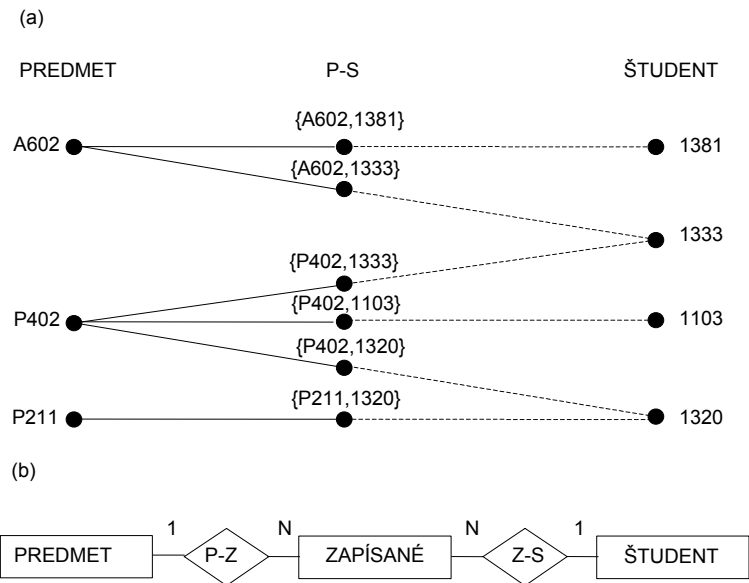 (a)
PREDMET P-S ŠTUDENT
{A602,1381}
A602 1381
{A602,1333}
1333
{P402,1333}
{P402,1103}
P402 1103
{P402,1320}
{P211,1320}
P211 1320
(b)
1 N N 1
PREDMET P-Z ZAPÍSANÉ Z-S ŠTUDENT